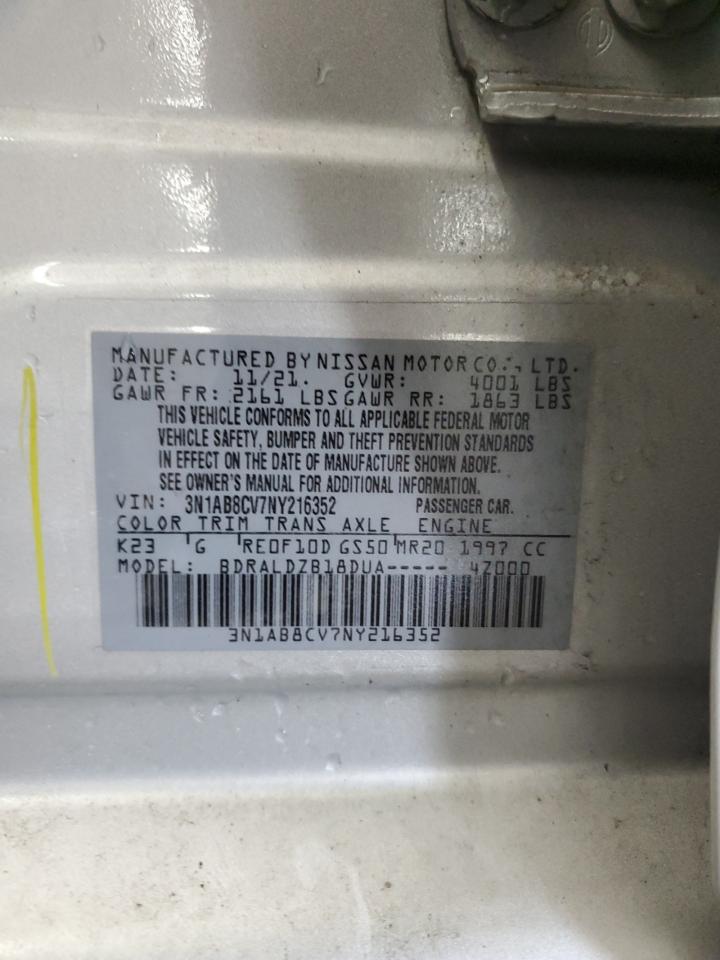 MANUFACTURED BY NISSAN MOTOR CO., LTD.
DATE: 11/21. GVWR: 4001 LBS
GAWR FR: 2161 LBS GAWR RR: 1863 LBS
THIS VEHICLE CONFORMS TO ALL APPLICABLE FEDERAL MOTOR
VEHICLE SAFETY, BUMPER AND THEFT PREVENTION STANDARDS
IN EFFECT ON THE DATE OF MANUFACTURE SHOWN ABOVE.
SEE OWNER'S MANUAL FOR ADDITIONAL INFORMATION.
VIN: 3N1AB8CV7NY216352 PASSENGER CAR.
COLOR TRIM TRANS AXLE ENGINE
K23 G RE0F10D GS50 MR20 1997 CC
MODEL: BDRALDZB18DUA----- 4Z000
3N1AB8CV7NY216352